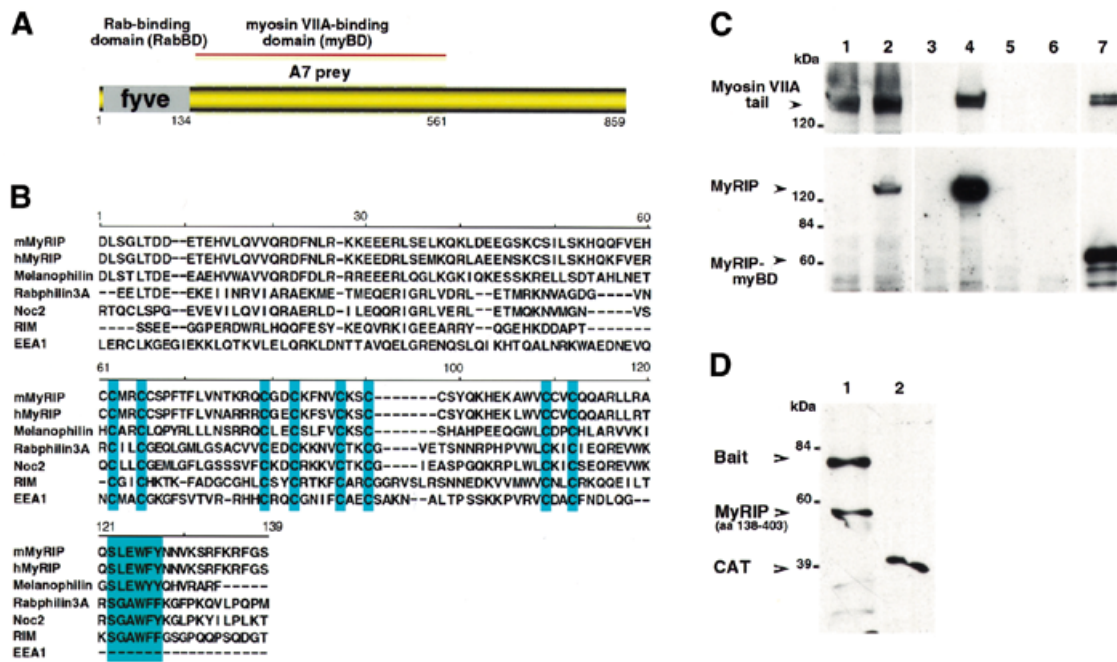 A
Rab-binding domain (RabBD)
myosin VIIA-binding domain (myBD)
A7 prey
fyve
1 134 561 859
B
1 30 60
mMyRIP DLSGLTDD--ETEHVLQVVQRDFNLR-KKEEERLSELKQKLDEEGSKCSILSKHQQFVEH
hMyRIP DLSGLTDD--ETEHVLQVVQRDFNLR-KKEEDRLSEMKQRLAEENSKCSILSKHQKFVER
Melanophilin DLSTLTDE--EAEHVWAVVQRDFDLR-RREEERLQGLKGKIQKESSKRELLSDTAHLNET
Rabphilin3A --EELTDE--EKEIINRVIARAEKME-TMEQERIGRLVDRL--ETMRKNVAGDG---VN
Noc2 RTQCLSPG--EVEVILQVIQRAERLD-ILEQQRIGRLVERL--ETMQKNVMGN---VS
RIM ----SSEE--GGPERDWRLHQQFESY-KEQVRKIGEEARRY--QGEHKDDAPT------
EEA1 LERCLKGEGIEKKLQTKVLELQRKLDNTTAVQELGRENQSLQIKHTQALNRKWAEDNEVQ
61 100 120
mMyRIP CCMRCCSPFTFLVNTKRQCGDCKFNVCKSC-------CSYQKHEKAWVCCVCQQARLLRA
hMyRIP CCMRCCSPFTFLVNARRRCGECKFSVCKSC-------CSYQKHEKAWVCCVCQQARLLRT
Melanophilin HCARCLQPYRLLLNSRRQCLECSLFVCKSC-------SHAHPEEQGWLCDPCHLARVVKI
Rabphilin3A RCILCGEQLGMLGSACVVCEDCKKNVCTKCG-----VETSNNRPHPVWLCKICLEQREVWK
Noc2 QCLLCGEMLGFLGSSSVFCKDCRKKVCTKCG-----IEASPGQKRPLWLCKICSEQREVWK
RIM -CGICHKTK-FADGCGHLCSYCRTKFCARCGGRVSLRSNNEDKVVMWVCNLCRKQQEILT
EEA1 NCMACGKGFSVTVR-RHHCRQCGNIFCAECSAKN---ALTPSSKKPVRVCDACFNDLQG--
121 139
mMyRIP QSLEWFYNNVKSRFKRFGS
hMyRIP QSLEWFYNNVKSRFKRFGS
Melanophilin GSLEWYYQHVRARF-----
Rabphilin3A RSGAWFFKGFPKQVLPQPM
Noc2 RSGAWFYKGLPKYILPLKT
RIM KSGAWFFGSGPQQPSQDGT
EEA1 -------------------
C
1 2 3 4 5 6 7
kDa
Myosin VIIA tail
120
MyRIP
120
84
MyRIP-myBD
60
D
1 2
kDa
84
Bait
60
MyRIP
(aa 138-403)
CAT
39